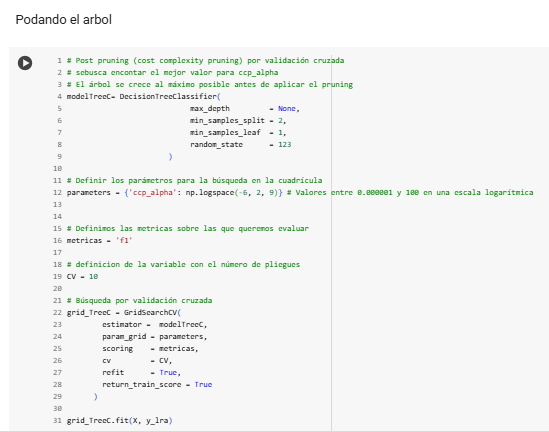 Podando el arbol
1 # Post pruning (cost complexity pruning) por validación cruzada
2 # sebusca encontar el mejor valor para ccp_alpha
3 # El árbol se crece al máximo posible antes de aplicar el pruning
4 modelTreeC= DecisionTreeClassifier(
5 max_depth = None,
6 min_samples_split = 2,
7 min_samples_leaf = 1,
8 random_state = 123
9 )
10
11 # Definir los parámetros para la búsqueda en la cuadrícula
12 parameters = {'ccp_alpha': np.logspace(-6, 2, 9)} # Valores entre 0.000001 y 100 en una escala logarítmica
13
14
15 # Definimos las metricas sobre las que queremos evaluar
16 metricas = 'f1'
17
18 # definicion de la variable con el número de pliegues
19 CV = 10
20
21 # Búsqueda por validación cruzada
22 grid_TreeC = GridSearchCV(
23 estimator = modelTreeC,
24 param_grid = parameters,
25 scoring = metricas,
26 cv = CV,
27 refit = True,
28 return_train_score = True
29 )
30
31 grid_TreeC.fit(X, y_lra)